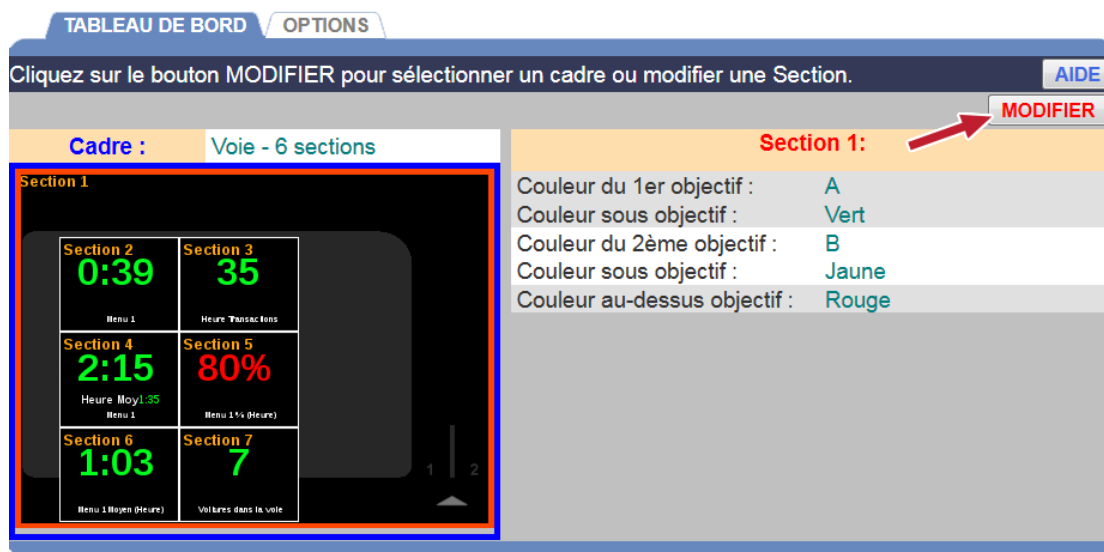 TABLEAU DE BORD
OPTIONS
Cliquez sur le bouton MODIFIER pour sélectionner un cadre ou modifier une Section.
AIDE
MODIFIER
Cadre :
Voie - 6 sections
Section 1:
Section 1
Section 2
0:39
Menu 1
Section 3
35
Heure Transactions
Section 4
2:15
Heure Moy1:35
Menu 1
Section 5
80%
Menu 1 % (Heure)
Section 6
1:03
Menu 1 Moyen (Heure)
Section 7
7
Voitures dans la voie
1
2
Couleur du 1er objectif : A
Couleur sous objectif : Vert
Couleur du 2ème objectif : B
Couleur sous objectif : Jaune
Couleur au-dessus objectif : Rouge